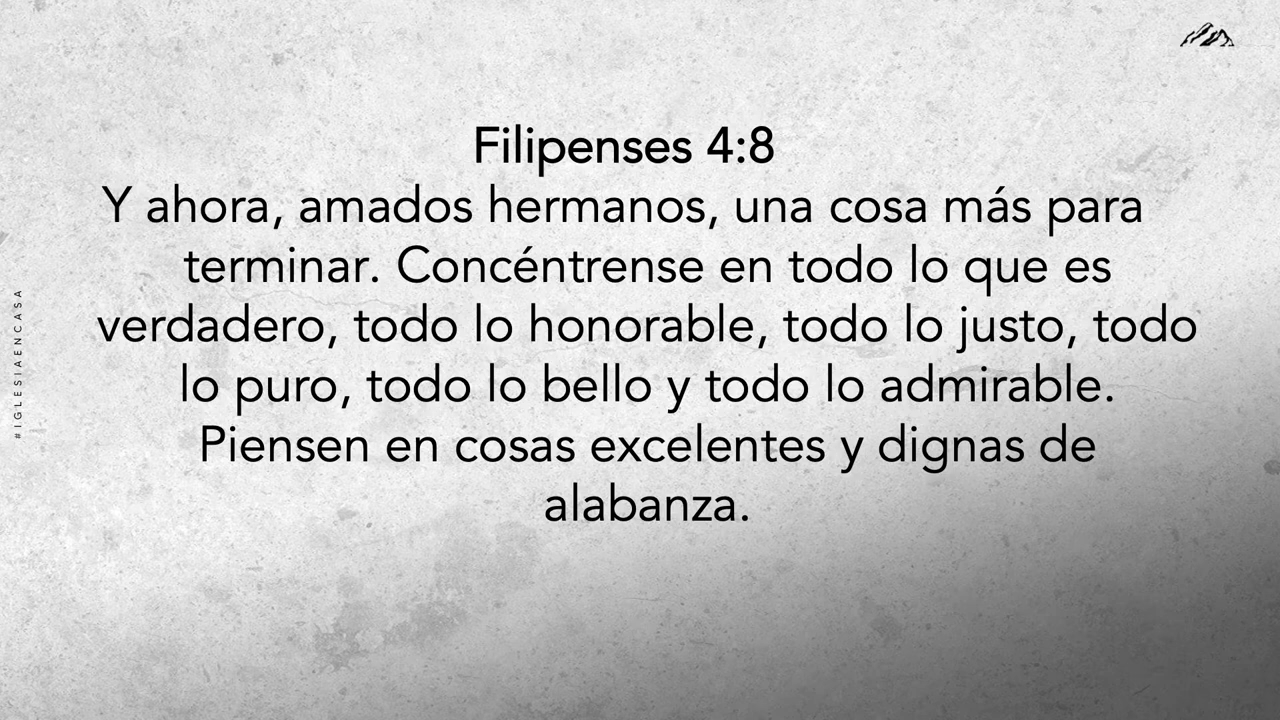 Filipenses 4:8
Y ahora, amados hermanos, una cosa más para
terminar. Concéntrense en todo lo que es
verdadero, todo lo honorable, todo lo justo, todo
lo puro, todo lo bello y todo lo admirable.
Piensen en cosas excelentes y dignas de
alabanza.
#IGLESIAENCASA